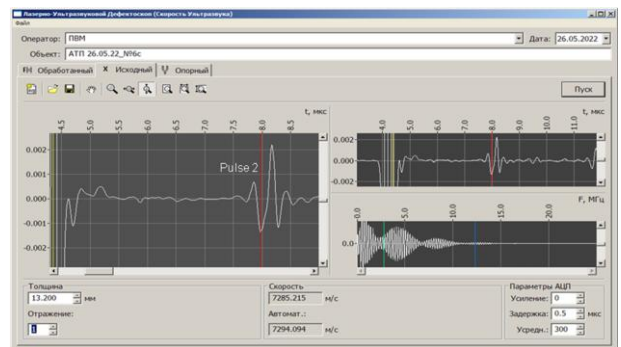 Лазерно-Ультразвуковой Дефектоскоп (Скорость Ультразвука)
Файл
Оператор: ПВМ Дата: 26.05.2022
Объект: АТП 26.05.22_№6с
Обработанный Исходный Опорный
Пуск
t, мкс
4.5 5.0 5.5 6.0 6.5 7.0 7.5 8.0 8.5
0.002
0.001
0.000
-0.001
-0.002
Pulse 2
t, мкс
4.0 5.0 6.0 7.0 8.0 9.0 10.0 11.0
0.002
0.000
-0.002
F, МГц
0.0 5.0 10.0 15.0 20.0
0.0
Толщина
13.200 мм
Отражение:
1
Скорость
7285.215 м/с
Автомат.:
7294.094 м/с
Параметры АЦП
Усиление: 0
Задержка: 0.5 мкс
Усредн.: 300